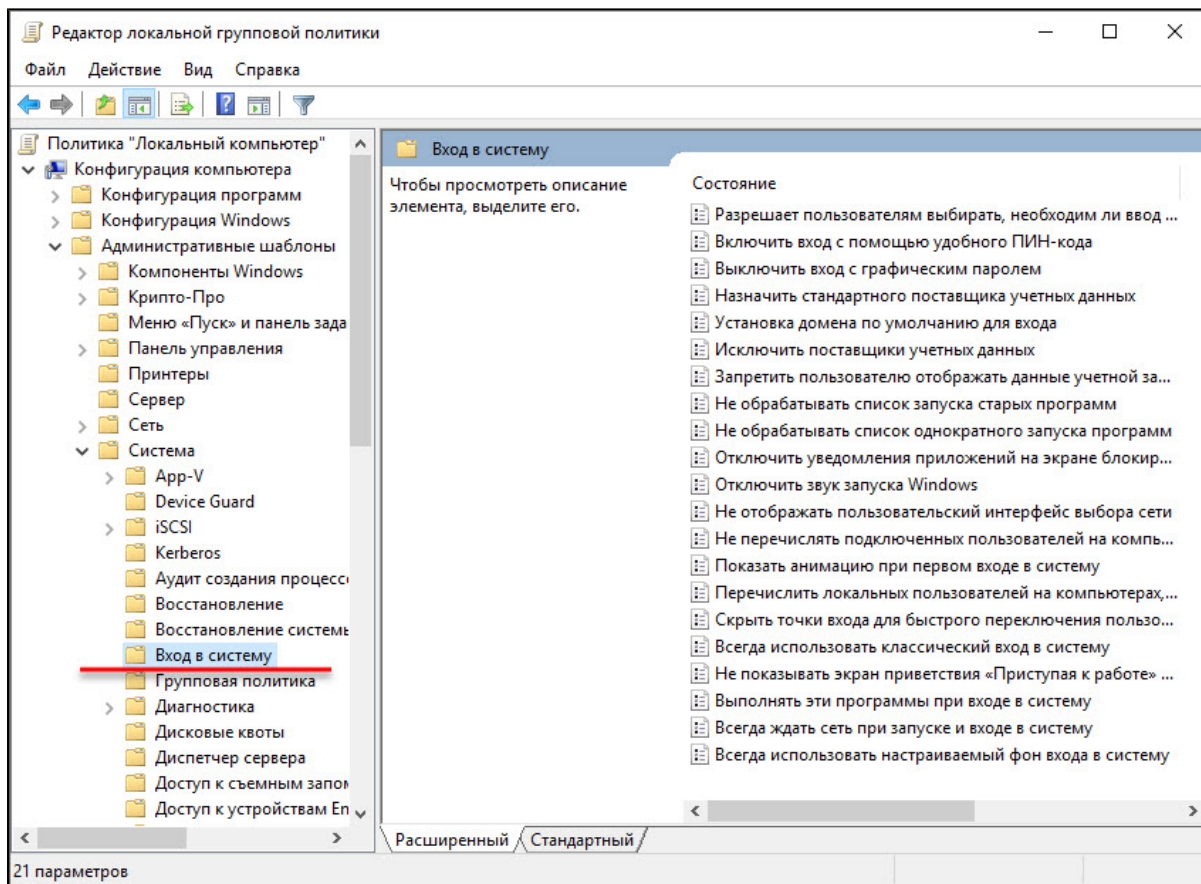 Редактор локальной групповой политики
Файл Действие Вид Справка
Политика "Локальный компьютер"
Конфигурация компьютера
Конфигурация программ
Конфигурация Windows
Административные шаблоны
Компоненты Windows
Крипто-Про
Меню «Пуск» и панель зада
Панель управления
Принтеры
Сервер
Сеть
Система
App-V
Device Guard
iSCSI
Kerberos
Аудит создания процессо
Восстановление
Восстановление системы
Вход в систему
Групповая политика
Диагностика
Дисковые квоты
Диспетчер сервера
Доступ к съемным запом
Доступ к устройствам En
Вход в систему
Чтобы просмотреть описание
элемента, выделите его.
Состояние
Разрешает пользователям выбирать, необходим ли ввод ...
Включить вход с помощью удобного ПИН-кода
Выключить вход с графическим паролем
Назначить стандартного поставщика учетных данных
Установка домена по умолчанию для входа
Исключить поставщики учетных данных
Запретить пользователю отображать данные учетной за...
Не обрабатывать список запуска старых программ
Не обрабатывать список однократного запуска программ
Отключить уведомления приложений на экране блокир...
Отключить звук запуска Windows
Не отображать пользовательский интерфейс выбора сети
Не перечислять подключенных пользователей на компь...
Показать анимацию при первом входе в систему
Перечислить локальных пользователей на компьютерах,...
Скрыть точки входа для быстрого переключения пользо...
Всегда использовать классический вход в систему
Не показывать экран приветствия «Приступая к работе» ...
Выполнять эти программы при входе в систему
Всегда ждать сеть при запуске и входе в систему
Всегда использовать настраиваемый фон входа в систему
Расширенный Стандартный
21 параметров